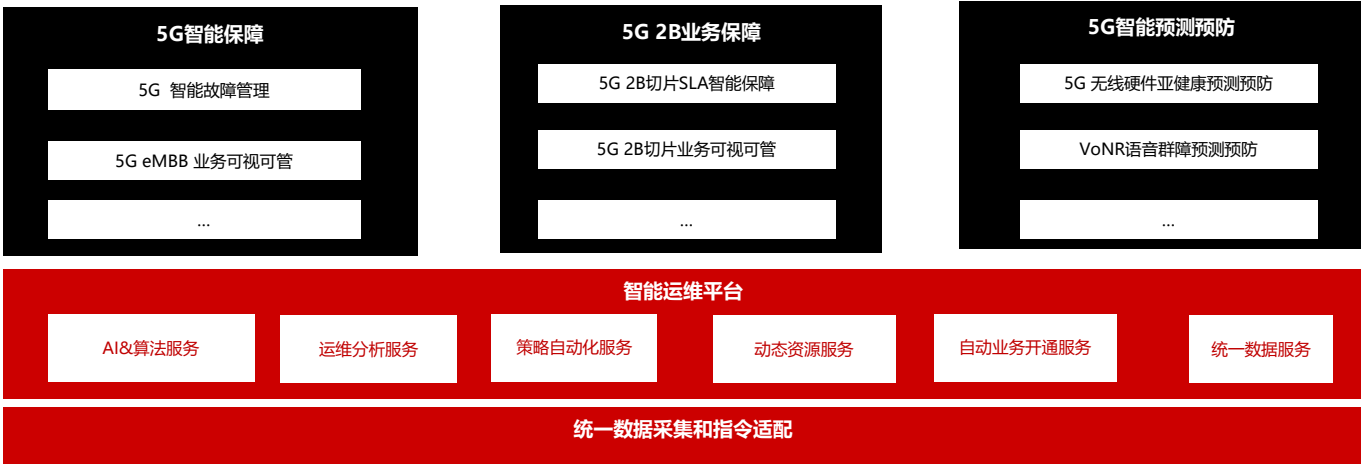 5G智能保障
5G 智能故障管理
5G eMBB 业务可视可管
...
5G 2B业务保障
5G 2B切片SLA智能保障
5G 2B切片业务可视可管
...
5G智能预测预防
5G 无线硬件亚健康预测预防
VoNR语音群障预测预防
...
智能运维平台
AI&算法服务
运维分析服务
策略自动化服务
动态资源服务
自动业务开通服务
统一数据服务
统一数据采集和指令适配